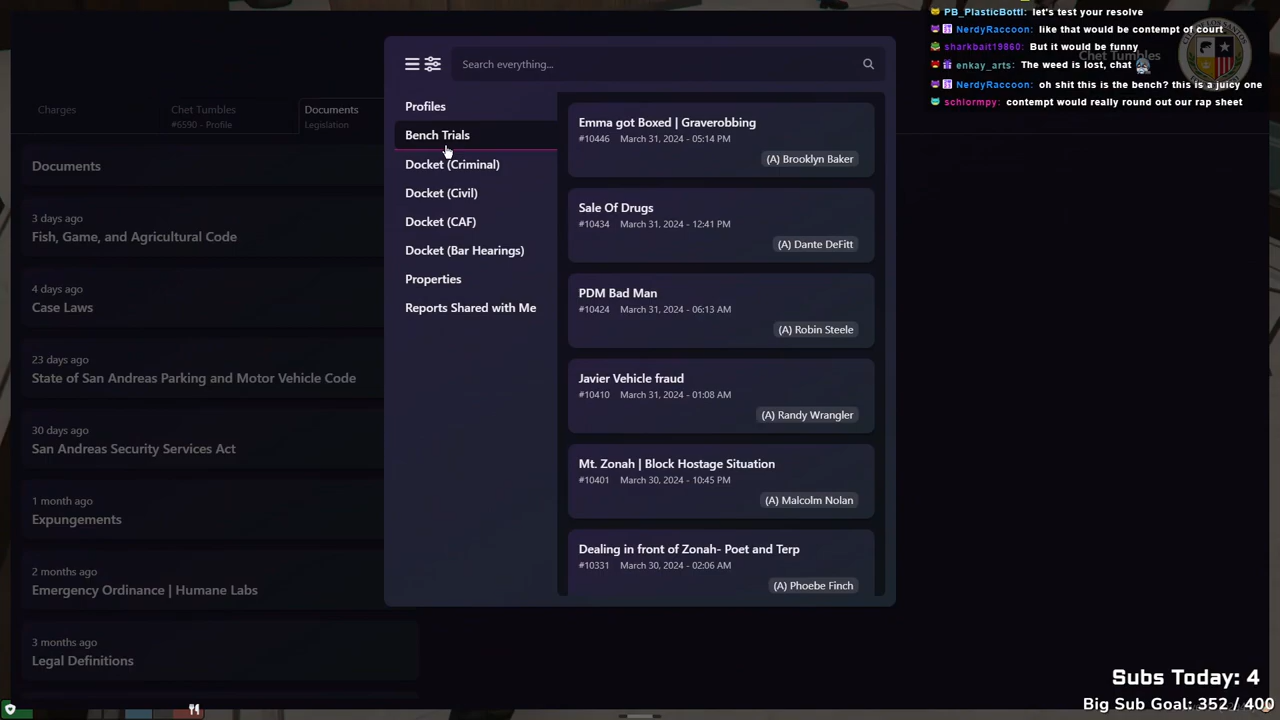 PB_PlasticBottl: let's test your resolve
NerdyRaccoon: like that would be contempt of court
sharkbait19860: But it would be funny
enkay_arts: The weed is lost, chat
NerdyRaccoon: oh shit this is the bench? this is a juicy one
schlormpy: contempt would really round out our rap sheet
Chet Tumbles
Charges
Chet Tumbles
#6590 - Profile
Documents
Legislation
Documents
3 days ago
Fish, Game, and Agricultural Code
4 days ago
Case Laws
23 days ago
State of San Andreas Parking and Motor Vehicle Code
30 days ago
San Andreas Security Services Act
1 month ago
Expungements
2 months ago
Emergency Ordinance | Humane Labs
3 months ago
Legal Definitions
Search everything...
Profiles
Bench Trials
Docket (Criminal)
Docket (Civil)
Docket (CAF)
Docket (Bar Hearings)
Properties
Reports Shared with Me
Emma got Boxed | Graverobbing
#10446 March 31, 2024 - 05:14 PM
(A) Brooklyn Baker
Sale Of Drugs
#10434 March 31, 2024 - 12:41 PM
(A) Dante DeFitt
PDM Bad Man
#10424 March 31, 2024 - 06:13 AM
(A) Robin Steele
Javier Vehicle fraud
#10410 March 31, 2024 - 01:08 AM
(A) Randy Wrangler
Mt. Zonah | Block Hostage Situation
#10401 March 30, 2024 - 10:45 PM
(A) Malcolm Nolan
Dealing in front of Zonah- Poet and Terp
#10331 March 30, 2024 - 02:06 AM
(A) Phoebe Finch
Subs Today: 4
Big Sub Goal: 352 / 400